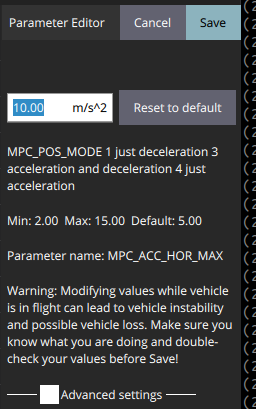 Parameter Editor Cancel Save
10.00 m/s^2 Reset to default
MPC_POS_MODE 1 just deceleration 3
acceleration and deceleration 4 just
acceleration
Min: 2.00 Max: 15.00 Default: 5.00
Parameter name: MPC_ACC_HOR_MAX
Warning: Modifying values while vehicle
is in flight can lead to vehicle instability
and possible vehicle loss. Make sure you
know what you are doing and double-
check your values before Save!
Advanced settings